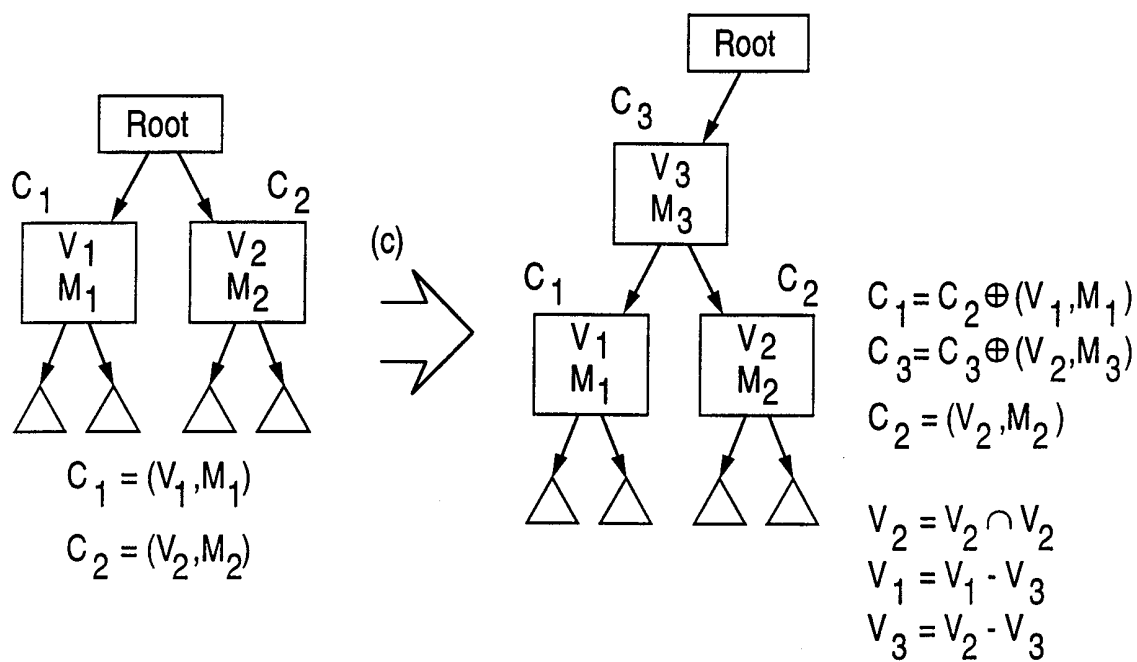 Root
C₁
C₂
V₁
M₁
V₂
M₂
C₁ = (V₁,M₁)
C₂ = (V₂,M₂)
(c)
Root
C₃
V₃
M₃
C₁
C₂
V₁
M₁
V₂
M₂
C₁ = C₂ ⊕ (V₁,M₁)
C₃ = C₃ ⊕ (V₂,M₃)
C₂ = (V₂,M₂)
V₂ = V₂ ∩ V₂
V₁ = V₁ - V₃
V₃ = V₂ - V₃